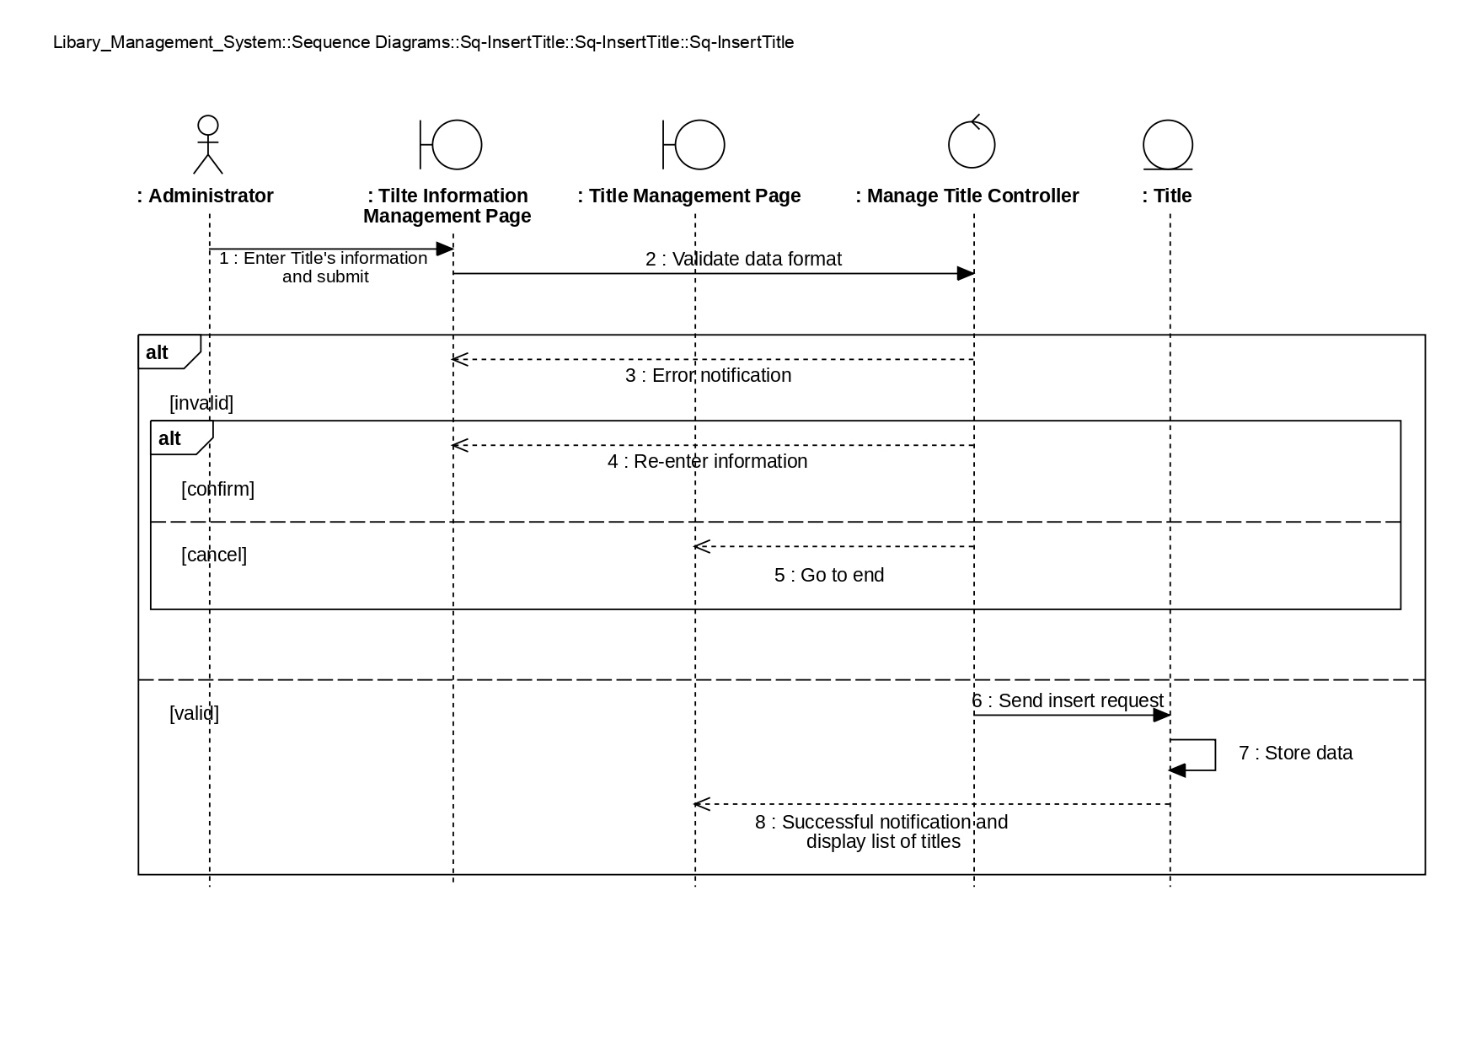 Libary_Management_System::Sequence Diagrams::Sq-InsertTitle::Sq-InsertTitle::Sq-InsertTitle
: Administrator
: Tilte Information
Management Page
: Title Management Page
: Manage Title Controller
: Title
1 : Enter Title's information
and submit
2 : Validate data format
alt
3 : Error notification
[invalid]
alt
4 : Re-enter information
[confirm]
[cancel]
5 : Go to end
6 : Send insert request
[valid]
7 : Store data
8 : Successful notification and
display list of titles